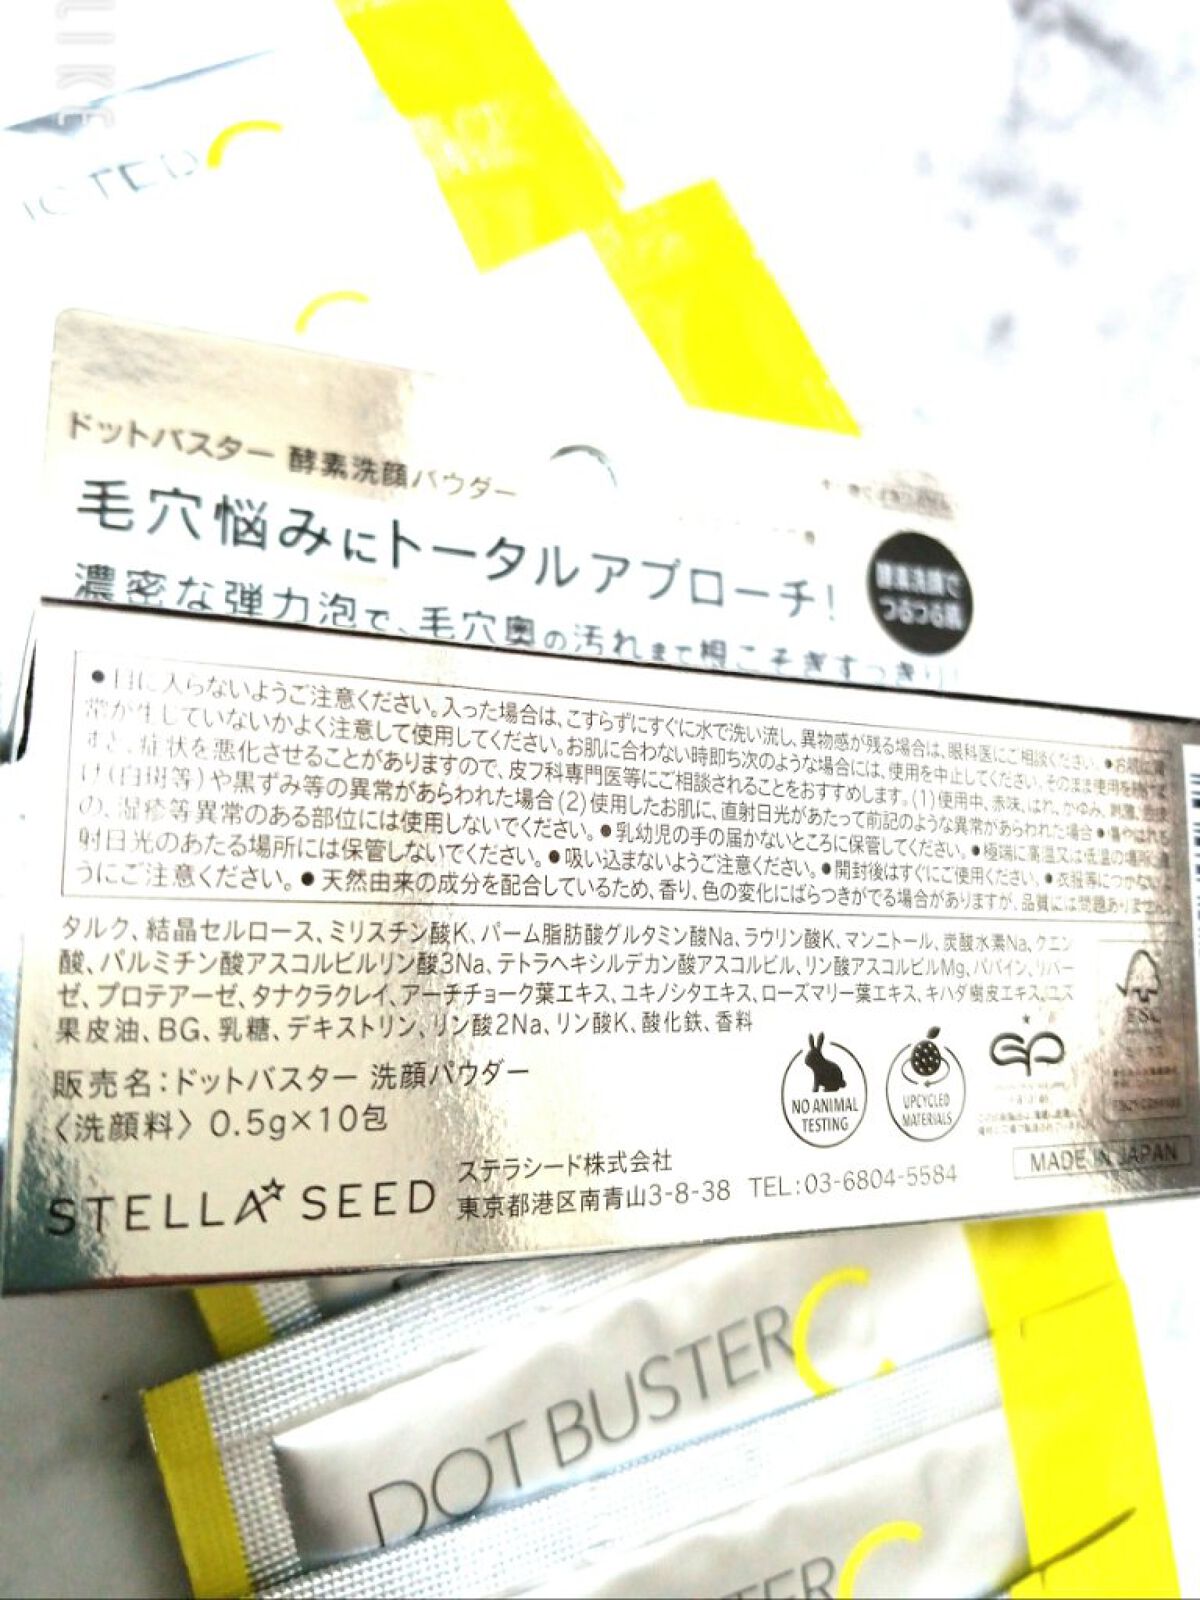 LIKE
ドットバスター 酵素洗顔パウダー
毛穴悩みにトータルアプローチ!
酵素洗顔で
つるつる肌
濃密な弾力泡で、毛穴奥の汚れまで根こそぎすっきり!
●目に入らないようご注意ください。入った場合は、こすらずにすぐに水で洗い流し、異物感が残る場合は、眼科医にご相談ください。●お肌に異
常が生じていないかよく注意して使用してください。お肌に合わない時即ち次のような場合には、使用を中止してください。そのまま使用を続けま
すと、症状を悪化させることがありますので、皮フ科専門医等にご相談されることをおすすめします。(1)使用中、赤味、はれ、かゆみ、刺激、色抜
け(白斑等)や黒ずみ等の異常があらわれた場合(2)使用したお肌に、直射日光があたって前記のような異常があらわれた場合●傷やはれも
の、湿疹等異常のある部位には使用しないでください。●乳幼児の手の届かないところに保管してください。●極端に高温又は低温の場所、直
射日光のあたる場所には保管しないでください。●吸い込まないようご注意ください。●開封後はすぐにご使用ください。●衣服等につかないよ
うにご注意ください。●天然由来の成分を配合しているため、香り、色の変化にばらつきがでる場合がありますが、品質には問題ありません。
タルク、結晶セルロース、ミリスチン酸K、パーム脂肪酸グルタミン酸Na、ラウリン酸K、マンニトール、炭酸水素Na、クエン
酸、パルミチン酸アスコルビルリン酸3Na、テトラヘキシルデカン酸アスコルビル、リン酸アスコルビルMg、パパイン、リパー
ゼ、プロテアーゼ、タナクラクレイ、アーチチョーク葉エキス、ユキノシタエキス、ローズマリー葉エキス、キハダ樹皮エキス、ユズ
果皮油、BG、乳糖、デキストリン、リン酸2Na、リン酸K、酸化鉄、香料
販売名:ドットバスター 洗顔パウダー
〈洗顔料〉0.5g×10包
NO ANIMAL
TESTING
UPCYCLED
MATERIALS
STELLA SEED
ステラシード株式会社
東京都港区南青山3-8-38 TEL:03-6804-5584
MADE IN JAPAN
DOT BUSTER C